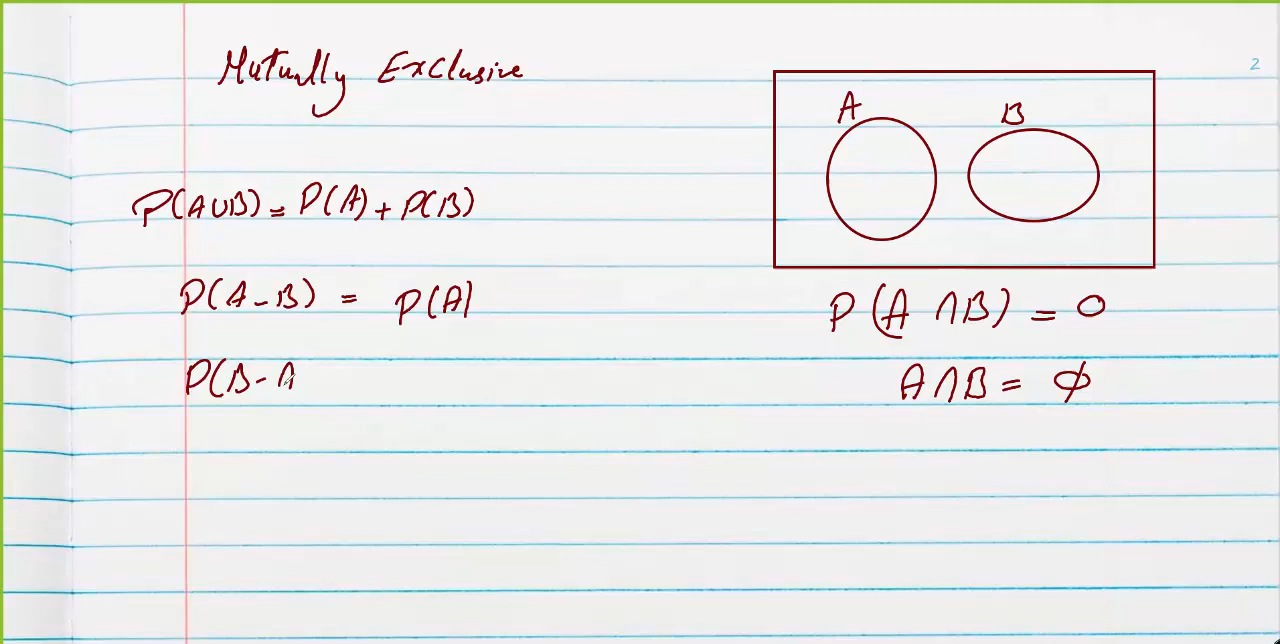 Mutually Exclusive
2
A B
P(A∪B) = P(A) + P(B)
P(A-B) = P(A)
P(A∩B) = 0
P(B-A
A∩B = ϕ